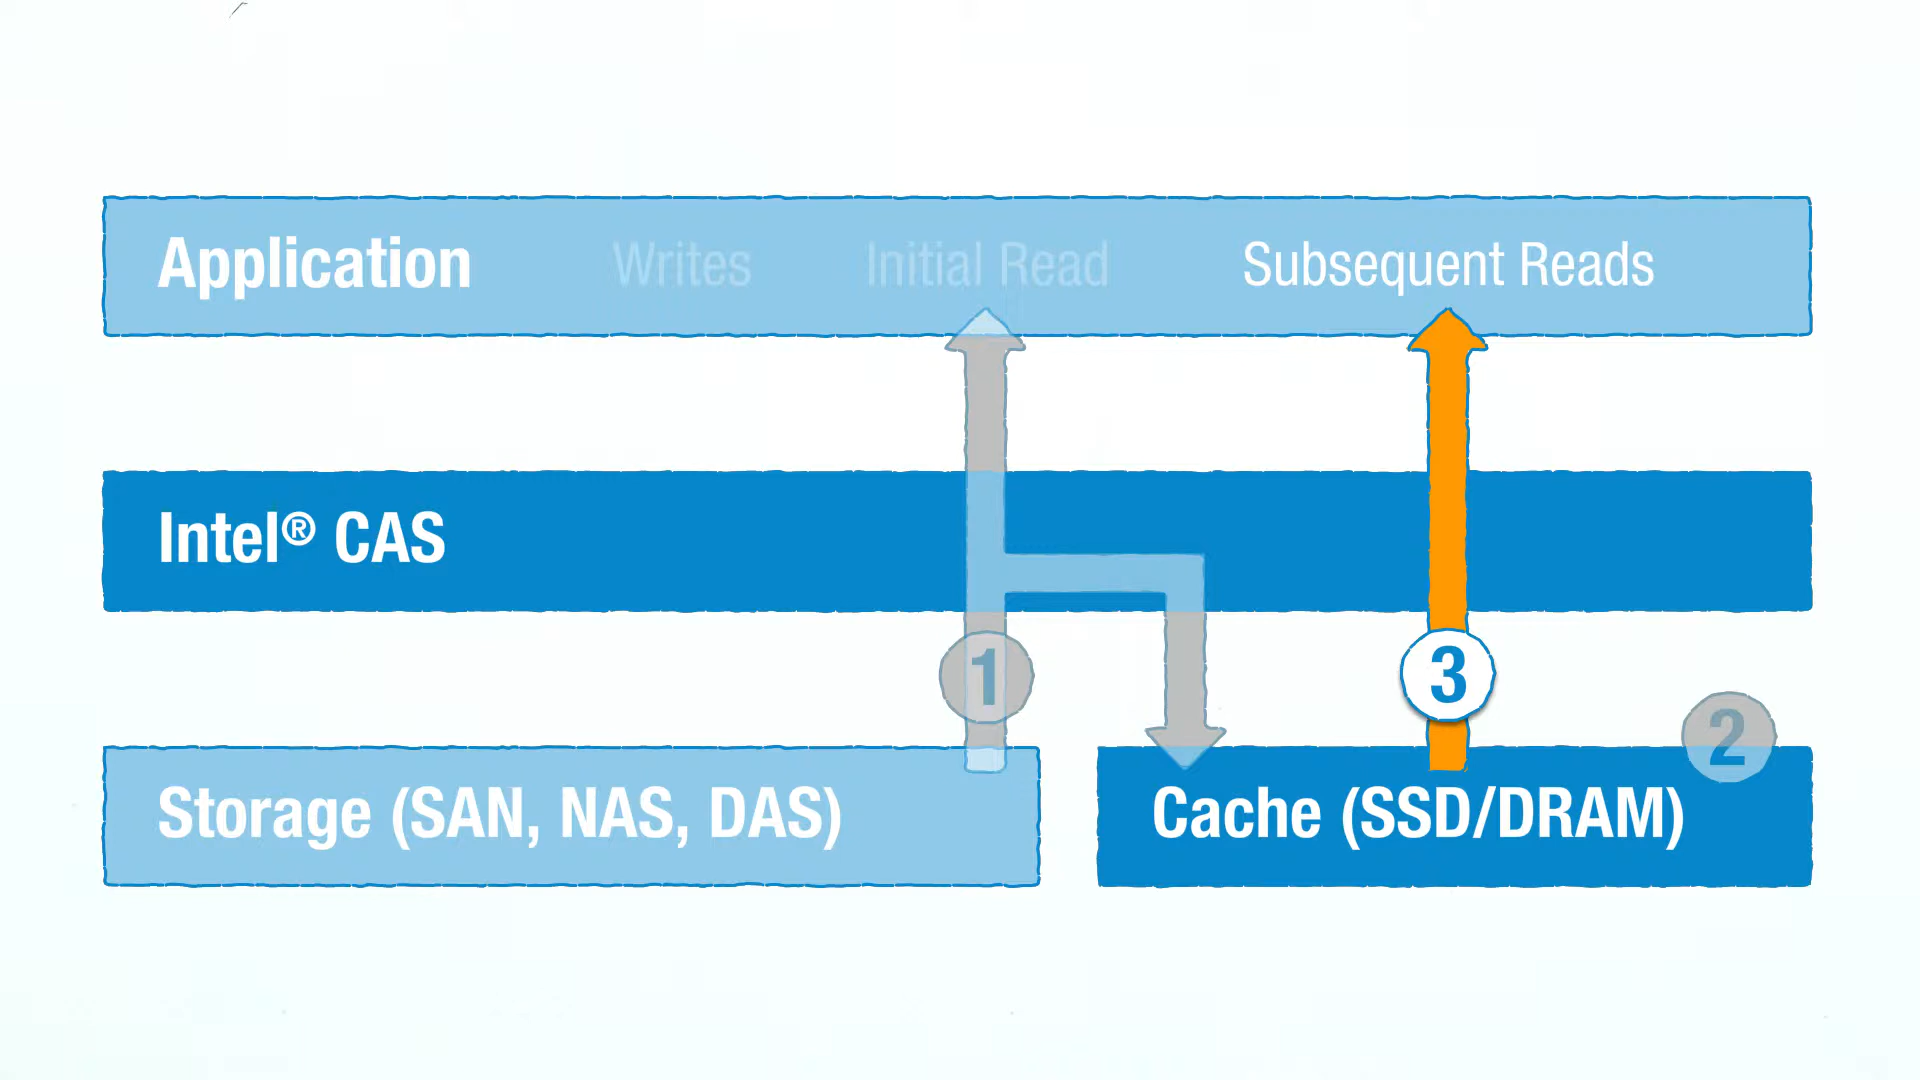 Application Writes Initial Read Subsequent Reads
Intel® CAS
1 3 2
Storage (SAN, NAS, DAS) Cache (SSD/DRAM)